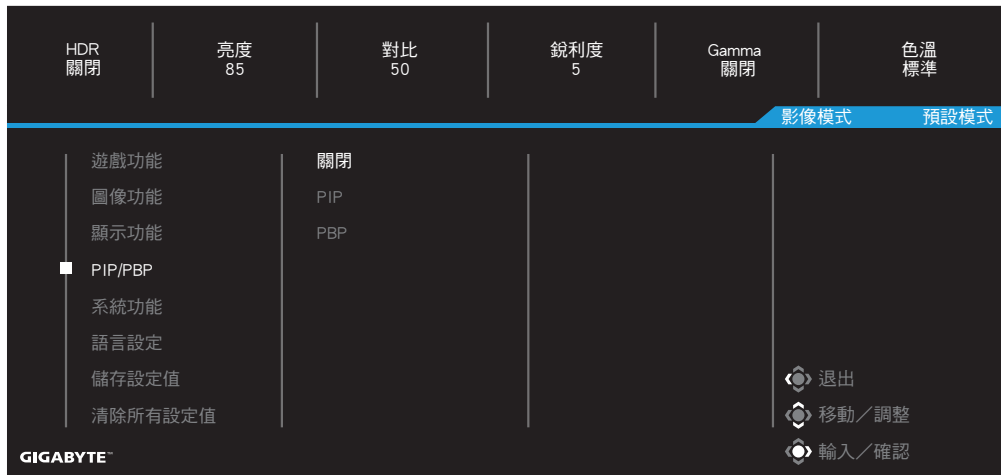 HDR
關閉
亮度
85
對比
50
銳利度
5
Gamma
關閉
色溫
標準
影像模式 預設模式
遊戲功能
圖像功能
顯示功能
PIP/PBP
系統功能
語言設定
儲存設定值
清除所有設定值
關閉
PIP
PBP
退出
移動／調整
輸入／確認
GIGABYTE™